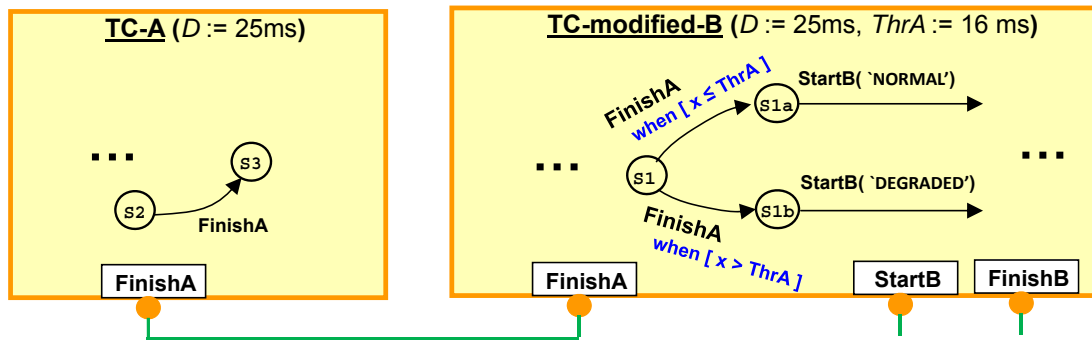 TC-A (D := 25ms)
...
S2
S3
FinishA
FinishA
TC-modified-B (D := 25ms, ThrA := 16 ms)
...
S1
FinishA
when [ x ≤ ThrA ]
S1a
StartB( `NORMAL')
FinishA
when [ x > ThrA ]
S1b
StartB( `DEGRADED')
...
FinishA
StartB
FinishB